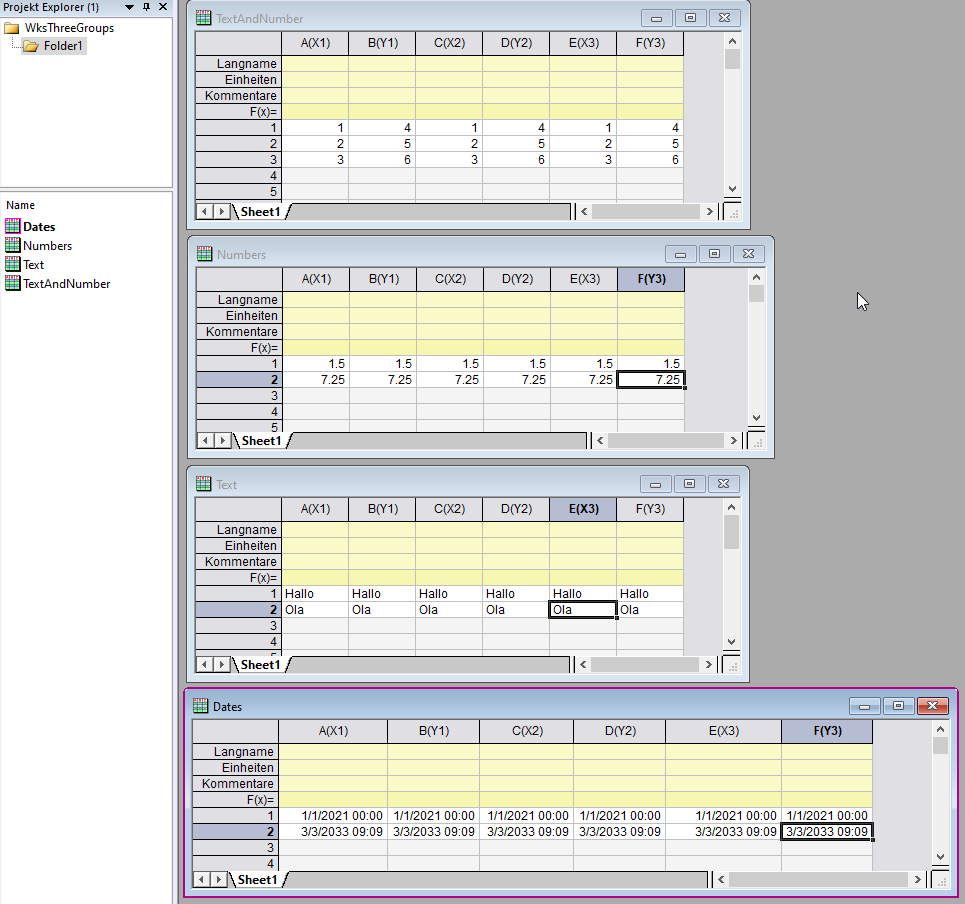 Projekt Explorer (1)
WksThreeGroups
Folder1
Name
Dates
Numbers
Text
TextAndNumber
TextAndNumber
A(X1) B(Y1) C(X2) D(Y2) E(X3) F(Y3)
Langname
Einheiten
Kommentare
F(x)=
1 1 4 1 4 1 4
2 2 5 2 5 2 5
3 3 6 3 6 3 6
4
5
Sheet1
Numbers
A(X1) B(Y1) C(X2) D(Y2) E(X3) F(Y3)
Langname
Einheiten
Kommentare
F(x)=
1 1.5 1.5 1.5 1.5 1.5 1.5
2 7.25 7.25 7.25 7.25 7.25 7.25
3
4
5
Sheet1
Text
A(X1) B(Y1) C(X2) D(Y2) E(X3) F(Y3)
Langname
Einheiten
Kommentare
F(x)=
1 Hallo Hallo Hallo Hallo Hallo Hallo
2 Ola Ola Ola Ola Ola Ola
3
4
Sheet1
Dates
A(X1) B(Y1) C(X2) D(Y2) E(X3) F(Y3)
Langname
Einheiten
Kommentare
F(x)=
1 1/1/2021 00:00 1/1/2021 00:00 1/1/2021 00:00 1/1/2021 00:00 1/1/2021 00:00 1/1/2021 00:00
2 3/3/2033 09:09 3/3/2033 09:09 3/3/2033 09:09 3/3/2033 09:09 3/3/2033 09:09 3/3/2033 09:09
3
4
Sheet1